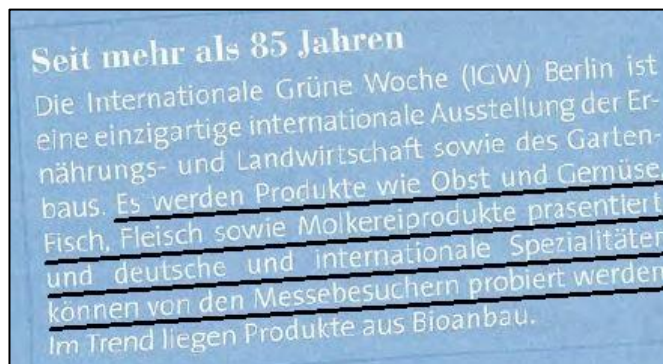 Seit mehr als 85 Jahren
Die Internationale Grüne Woche (IGW) Berlin ist
eine einzigartige internationale Ausstellung der Er-
nährungs- und Landwirtschaft sowie des Garten-
baus. Es werden Produkte wie Obst und Gemüse,
Fisch, Fleisch sowie Molkereiprodukte präsentiert
und deutsche und internationale Spezialitäten
können von den Messebesuchern probiert werden.
Im Trend liegen Produkte aus Bioanbau.